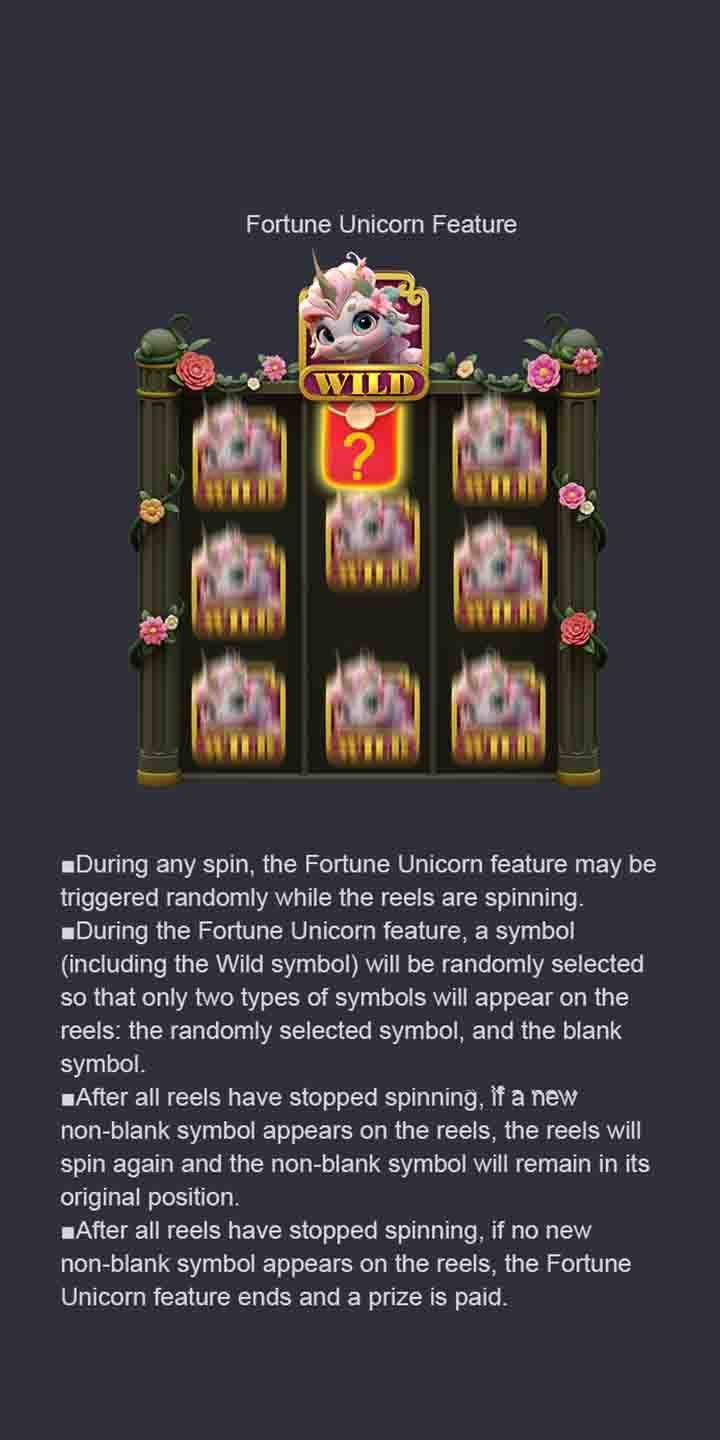 Fortune Unicorn Feature
WILD
?
■During any spin, the Fortune Unicorn feature may be
triggered randomly while the reels are spinning.
■During the Fortune Unicorn feature, a symbol
(including the Wild symbol) will be randomly selected
so that only two types of symbols will appear on the
reels: the randomly selected symbol, and the blank
symbol.
■After all reels have stopped spinning, if a new
non-blank symbol appears on the reels, the reels will
spin again and the non-blank symbol will remain in its
original position.
■After all reels have stopped spinning, if no new
non-blank symbol appears on the reels, the Fortune
Unicorn feature ends and a prize is paid.